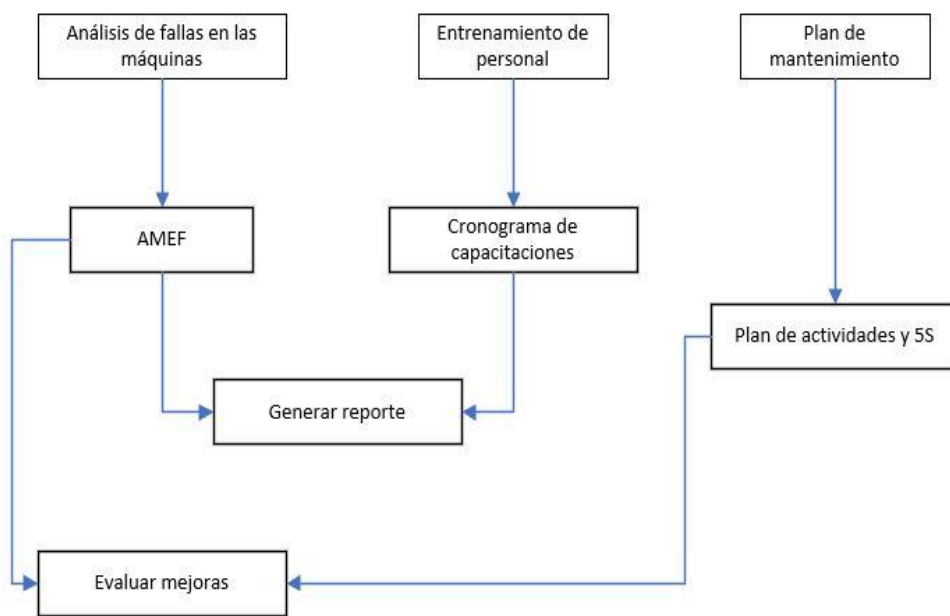 Análisis de fallas en las
máquinas
Entrenamiento de
personal
Plan de
mantenimiento
AMEF
Cronograma de
capacitaciones
Plan de actividades y 5S
Generar reporte
Evaluar mejoras